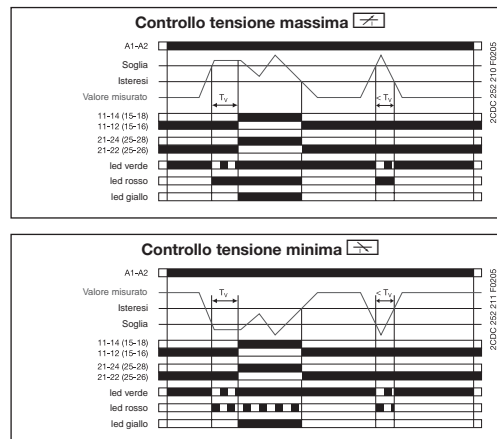 Controllo tensione massima
A1-A2
Soglia
Isteresi
Valore misurato
Tv
< Tv
11-14 (15-18)
11-12 (15-16)
21-24 (25-28)
21-22 (25-26)
led verde
led rosso
led giallo
2CDC 252 210 F0205
Controllo tensione minima
A1-A2
Valore misurato
Tv
< Tv
Isteresi
Soglia
11-14 (15-18)
11-12 (15-16)
21-24 (25-28)
21-22 (25-26)
led verde
led rosso
led giallo
2CDC 252 211 F0205